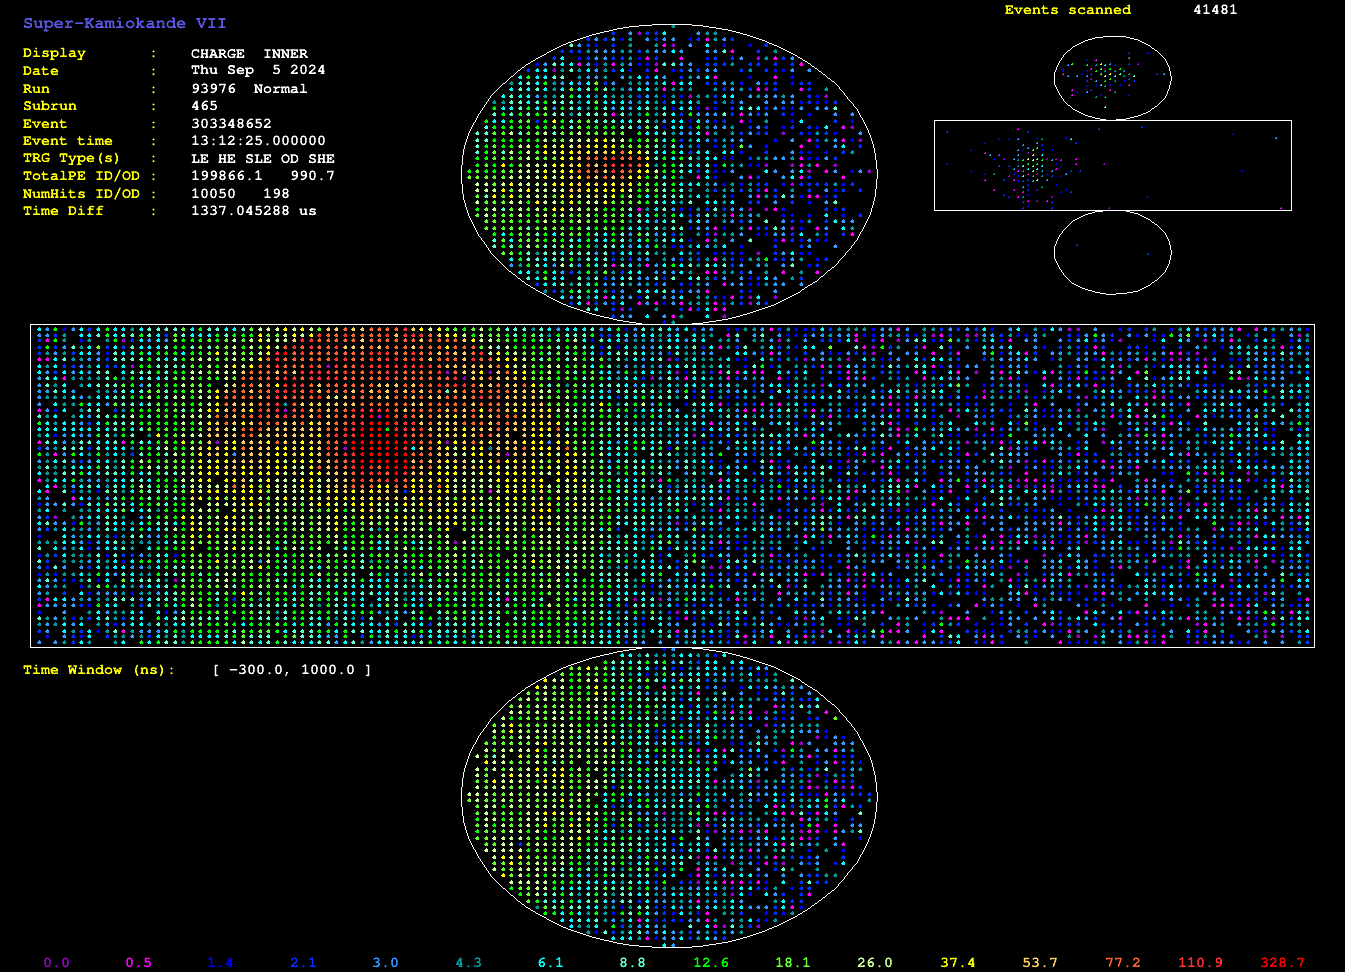 Super-Kamiokande VII
Events scanned 41481
Display : CHARGE INNER
Date : Thu Sep 5 2024
Run : 93976 Normal
Subrun : 465
Event : 303348652
Event time : 13:12:25.000000
TRG Type(s) : LE HE SLE OD SHE
TotalPE ID/OD : 199866.1 990.7
NumHits ID/OD : 10050 198
Time Diff : 1337.045288 us
Time Window (ns): [ -300.0, 1000.0 ]
0.0 0.5 1.4 2.1 3.0 4.3 6.1 8.8 12.6 18.1 26.0 37.4 53.7 77.2 110.9 328.7